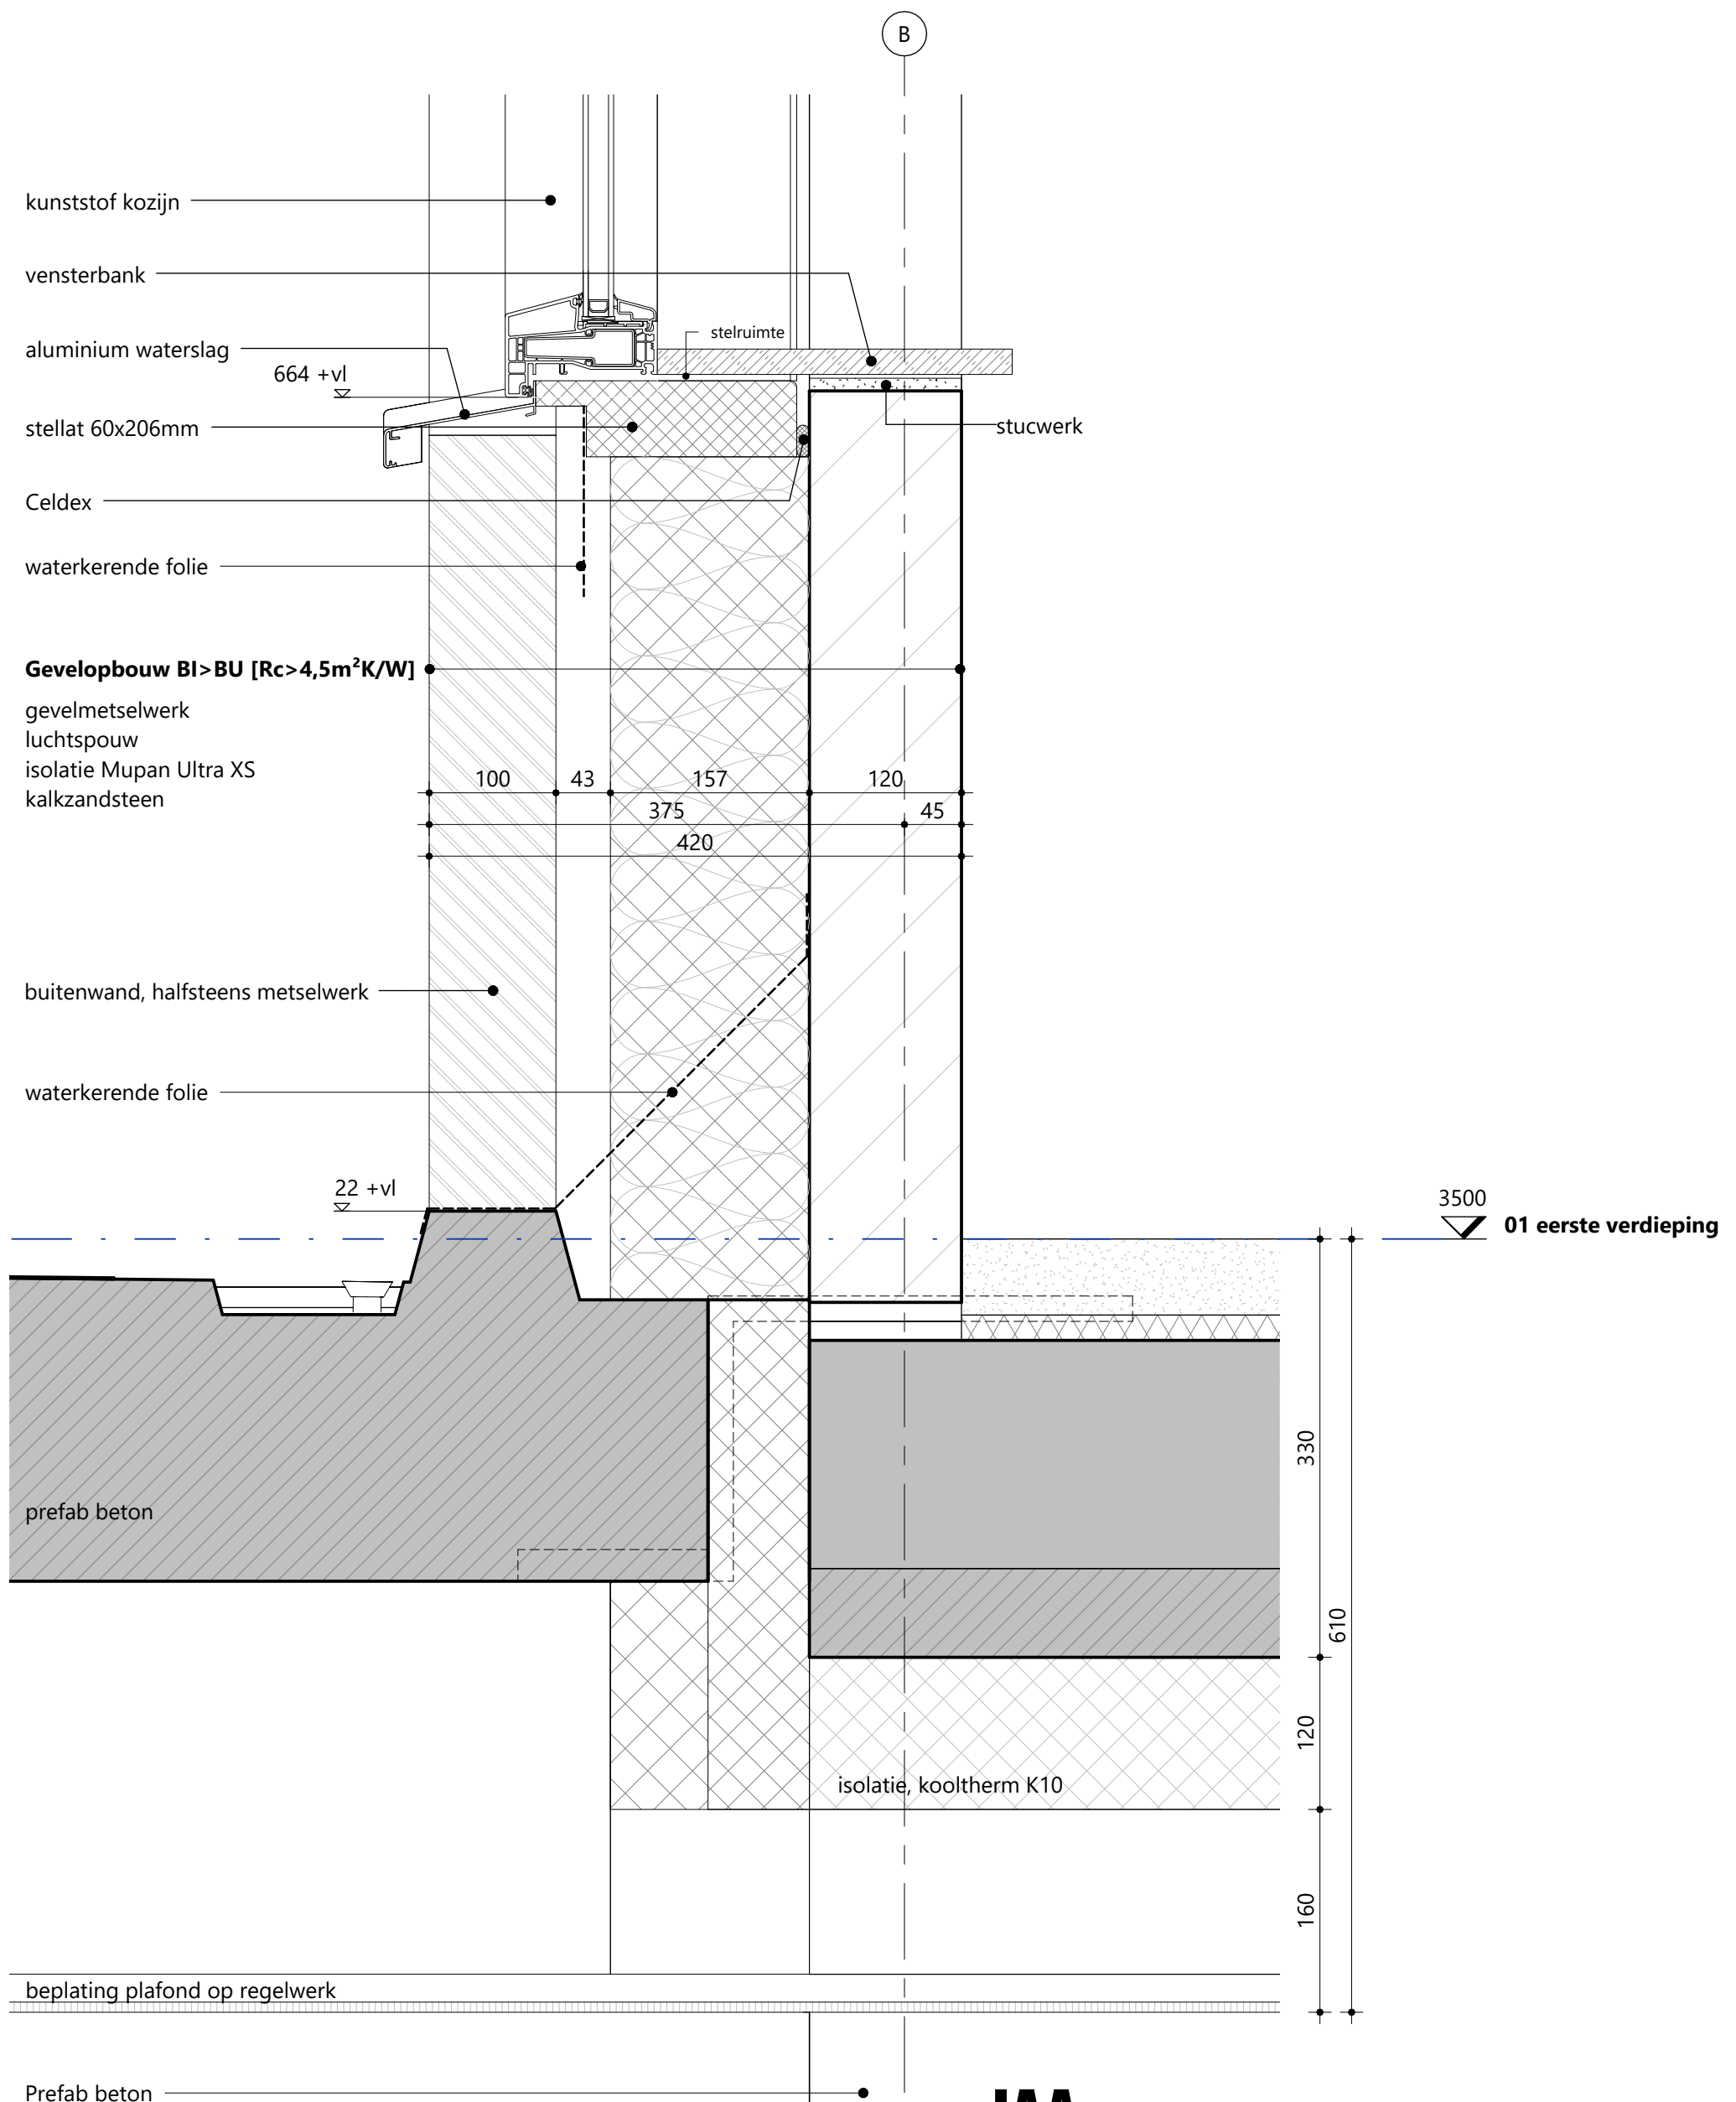 B
kunststof kozijn
vensterbank
stelruimte
aluminium waterslag
664 +vl
stellat 60x206mm
stucwerk
Celdex
waterkerende folie
Gevelopbouw BI>BU [Rc>4,5m²K/W]
gevelmetselwerk
luchtspouw
isolatie Mupan Ultra XS
kalkzandsteen
100 43 157 120
375 45
420
buitenwand, halfsteens metselwerk
waterkerende folie
22 +vl
3500
01 eerste verdieping
330
prefab beton
610
120
isolatie, kooltherm K10
160
beplating plafond op regelwerk
Prefab beton